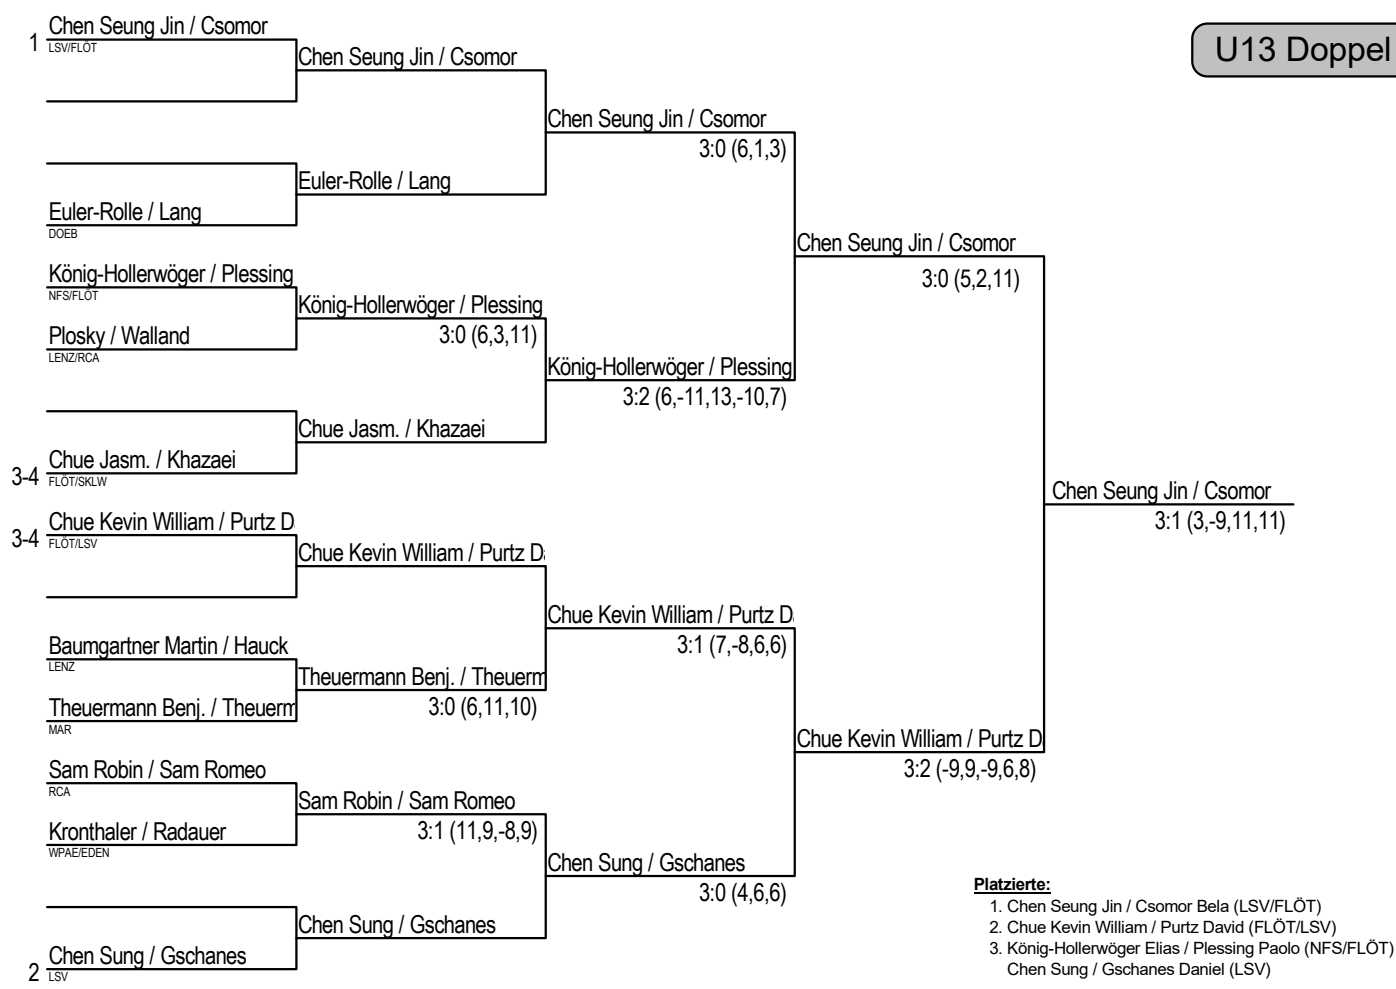 U13 Doppel
Chen Seung Jin / Csomor
1
LSV/FLÖT
Chen Seung Jin / Csomor
Chen Seung Jin / Csomor
3:0 (6,1,3)
Euler-Rolle / Lang
Euler-Rolle / Lang
DOEB
Chen Seung Jin / Csomor
3:0 (5,2,11)
König-Hollerwöger / Plessing
NFS/FLÖT
König-Hollerwöger / Plessing
3:0 (6,3,11)
Plosky / Walland
LENZ/RCA
König-Hollerwöger / Plessing
3:2 (6,-11,13,-10,7)
Chue Jasm. / Khazaei
Chue Jasm. / Khazaei
3-4
FLÖT/SKLW
Chen Seung Jin / Csomor
3:1 (3,-9,11,11)
Chue Kevin William / Purtz D
3-4
FLÖT/LSV
Chue Kevin William / Purtz D
Chue Kevin William / Purtz D
3:1 (7,-8,6,6)
Baumgartner Martin / Hauck
LENZ
Theuermann Benj. / Theuerm
3:0 (6,11,10)
Theuermann Benj. / Theuerm
MAR
Chue Kevin William / Purtz D
3:2 (-9,9,-9,6,8)
Sam Robin / Sam Romeo
RCA
Sam Robin / Sam Romeo
3:1 (11,9,-8,9)
Kronthaler / Radauer
WPAE/EDEN
Chen Sung / Gschanes
3:0 (4,6,6)
Chen Sung / Gschanes
Chen Sung / Gschanes
2
LSV
Platzierte:
1. Chen Seung Jin / Csomor Bela (LSV/FLÖT)
2. Chue Kevin William / Purtz David (FLÖT/LSV)
3. König-Hollerwöger Elias / Plessing Paolo (NFS/FLÖT)
Chen Sung / Gschanes Daniel (LSV)